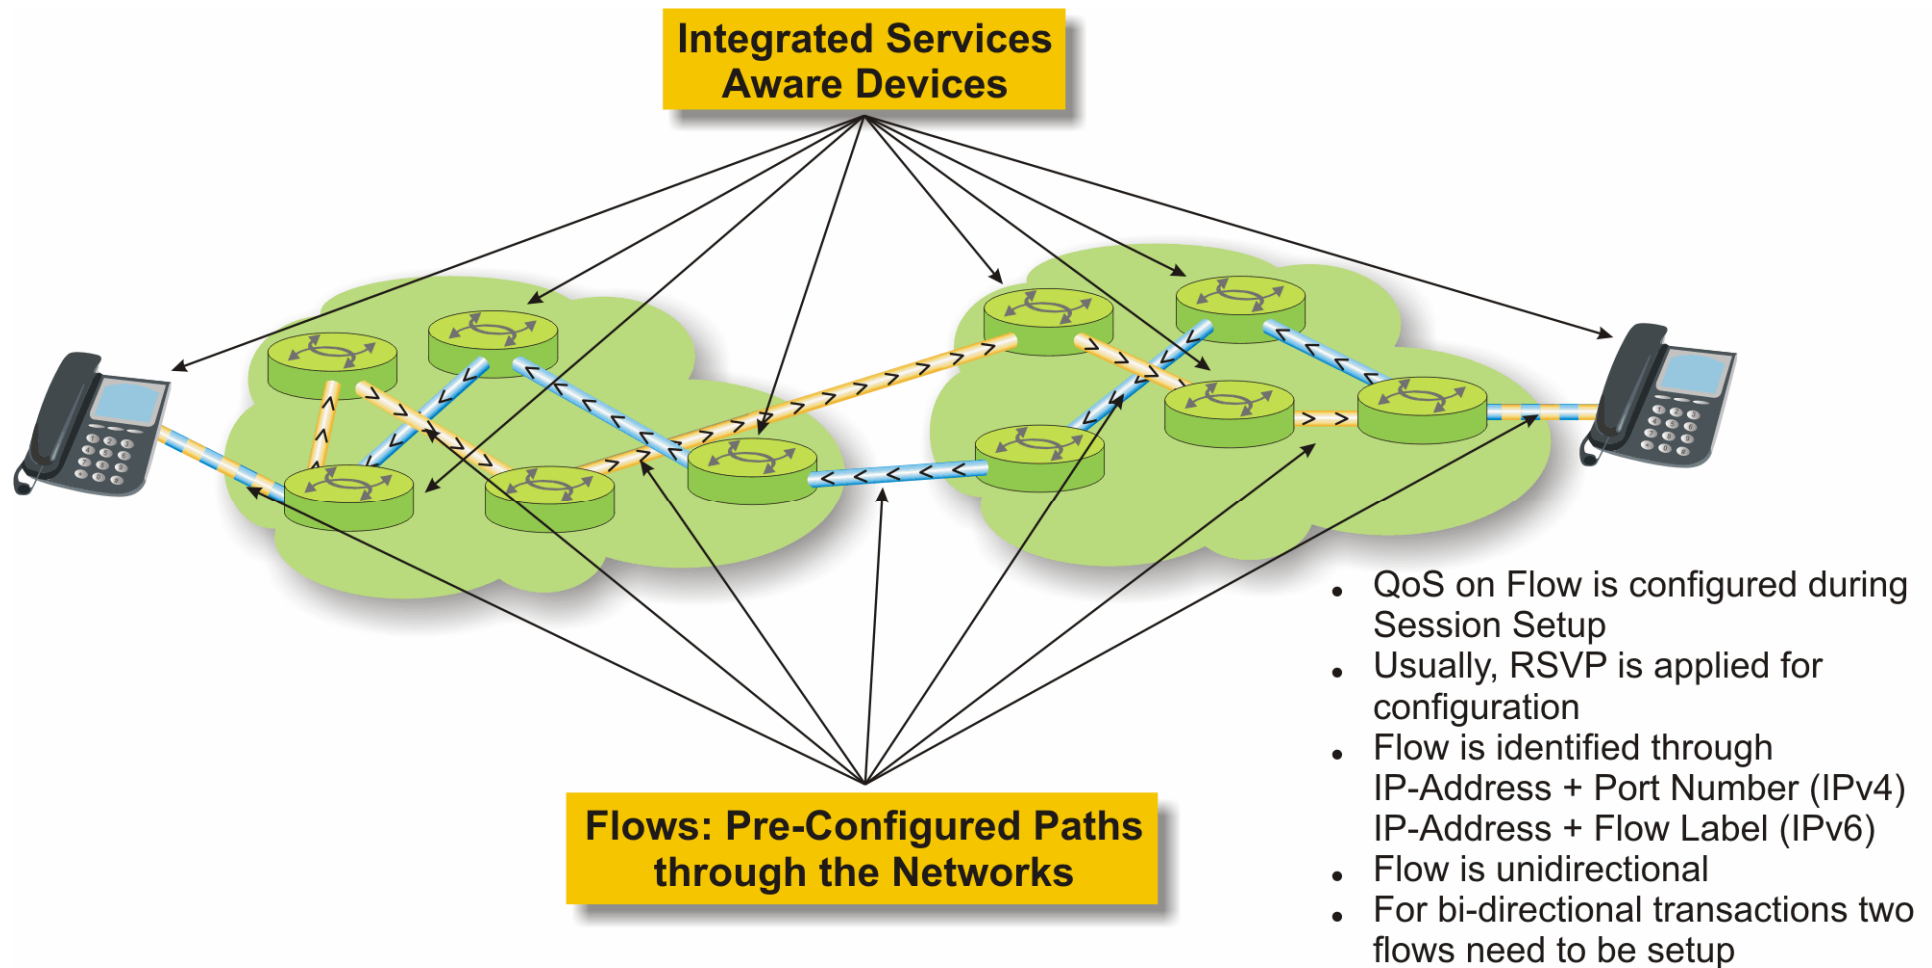 Integrated Services
Aware Devices
Flows: Pre-Configured Paths
through the Networks
• QoS on Flow is configured during
Session Setup
• Usually, RSVP is applied for
configuration
• Flow is identified through
IP-Address + Port Number (IPv4)
IP-Address + Flow Label (IPv6)
• Flow is unidirectional
• For bi-directional transactions two
flows need to be setup